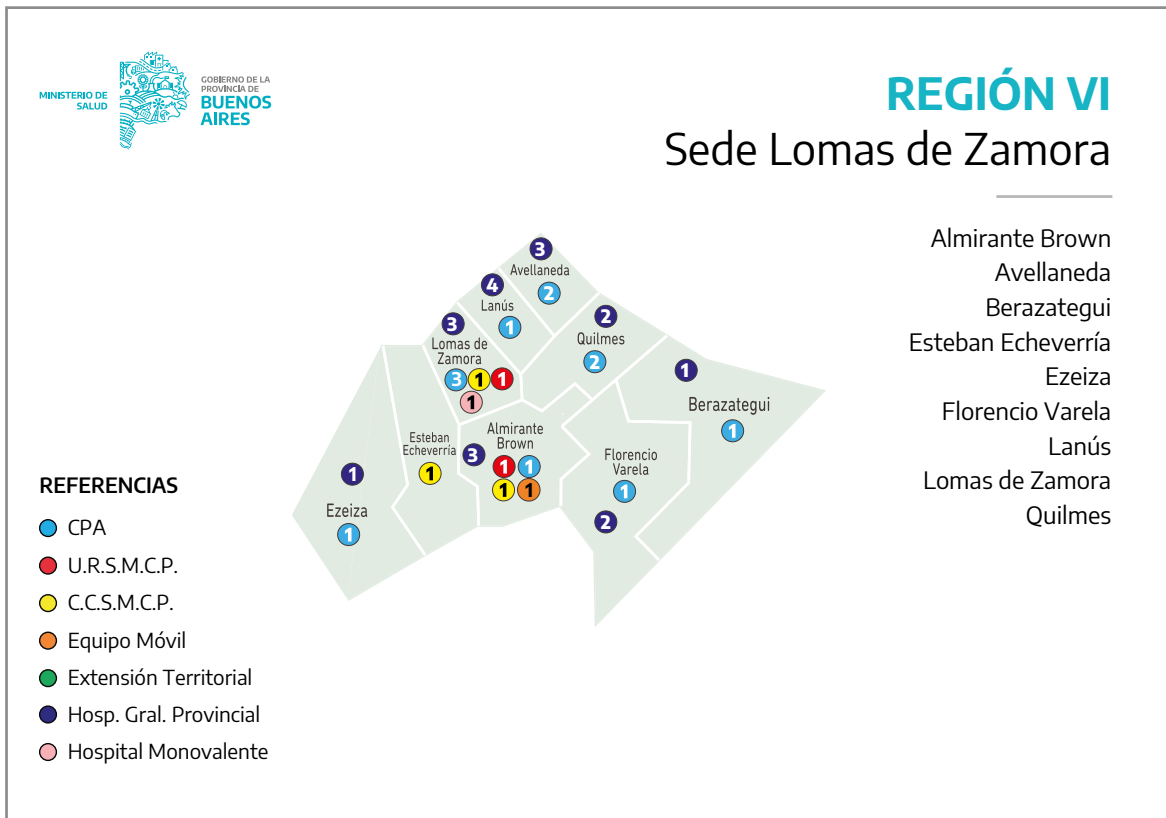 MINISTERIO DE
SALUD
GOBIERNO DE LA
PROVINCIA DE
BUENOS
AIRES
REGIÓN VI
Sede Lomas de Zamora
Almirante Brown
Avellaneda
Berazategui
Esteban Echeverría
Ezeiza
Florencio Varela
Lanús
Lomas de Zamora
Quilmes
3
Avellaneda
2
4
Lanús
1
3
Lomas de
Zamora
3 1 1
1
2
Quilmes
2
1
Berazategui
1
Esteban
Echeverría
1
3
Almirante
Brown
1 1
1 1
Florencio
Varela
1
2
1
Ezeiza
1
REFERENCIAS
CPA
U.R.S.M.C.P.
C.C.S.M.C.P.
Equipo Móvil
Extensión Territorial
Hosp. Gral. Provincial
Hospital Monovalente